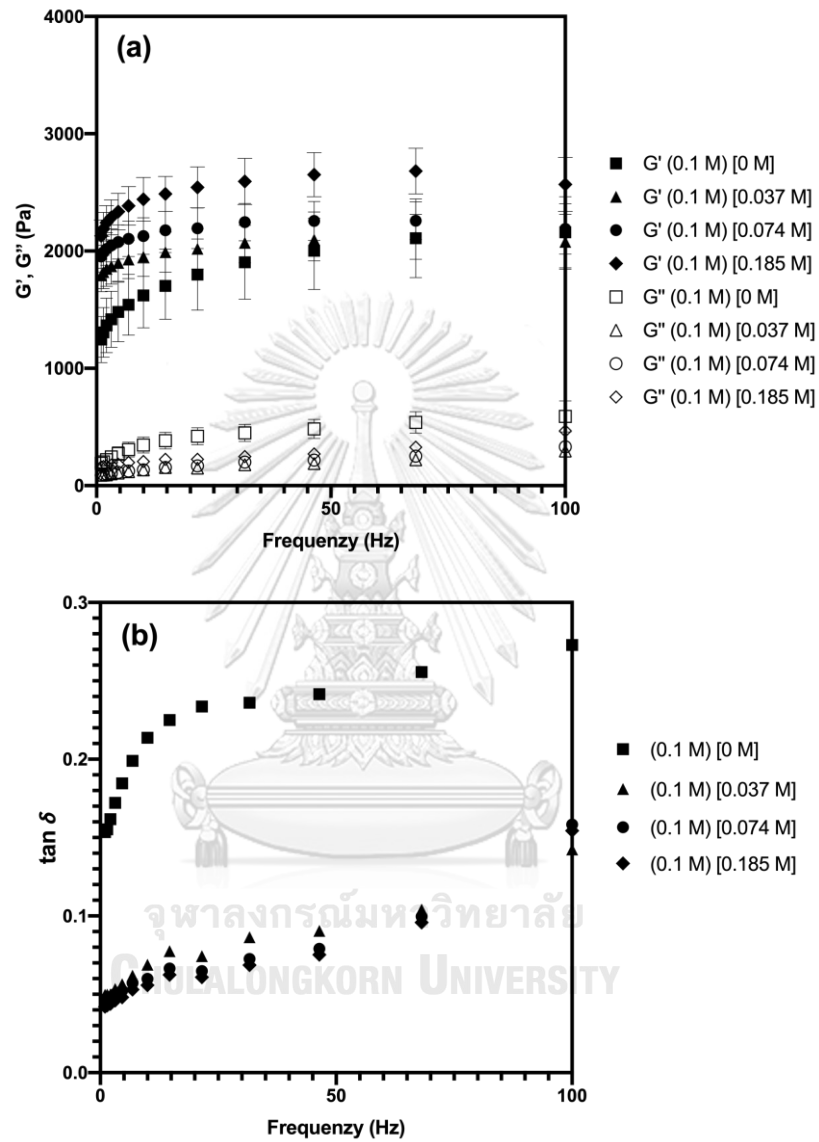 (a)
4000
3000
2000
1000
0
G', G" (Pa)
0
50
100
Frequenzy (Hz)
G' (0.1 M) [0 M]
G' (0.1 M) [0.037 M]
G' (0.1 M) [0.074 M]
G' (0.1 M) [0.185 M]
G" (0.1 M) [0 M]
G" (0.1 M) [0.037 M]
G" (0.1 M) [0.074 M]
G" (0.1 M) [0.185 M]
(b)
0.3
0.2
0.1
0.0
tan δ
0
50
100
Frequenzy (Hz)
(0.1 M) [0 M]
(0.1 M) [0.037 M]
(0.1 M) [0.074 M]
(0.1 M) [0.185 M]
จุฬาลงกรณ์มหาวิทยาลัย
CHULALONGKORN UNIVERSITY